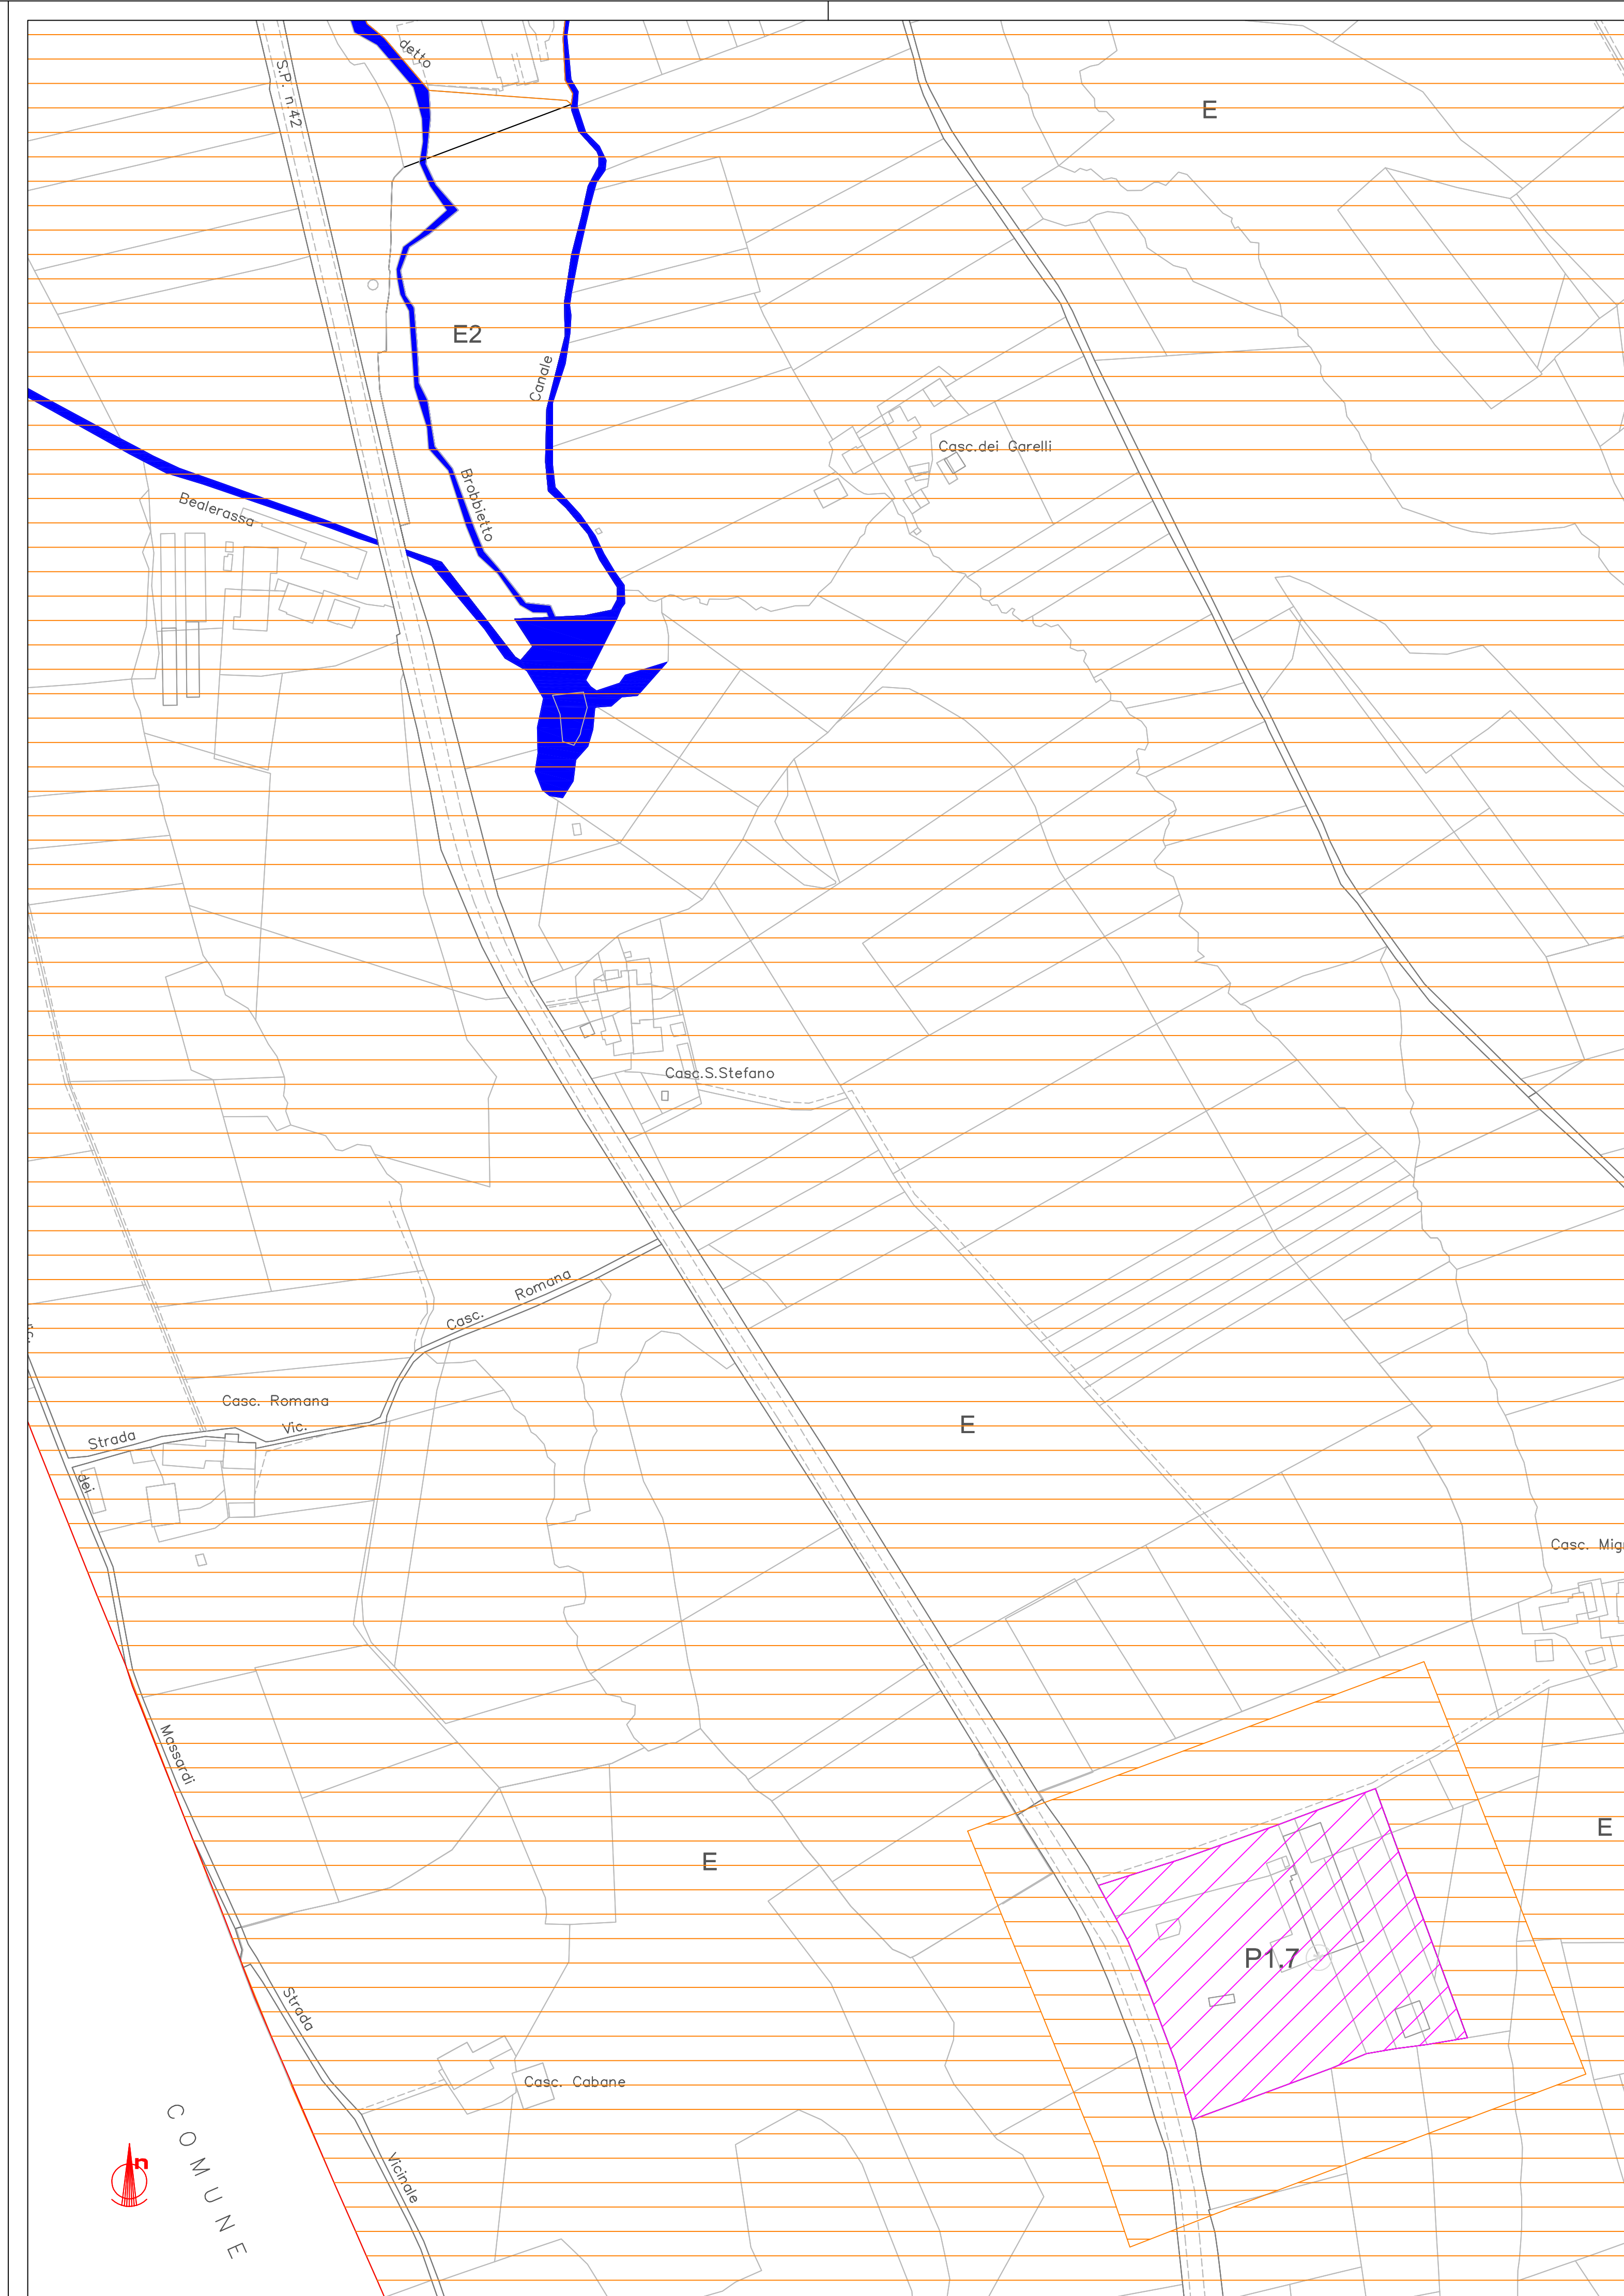 detto
S.P. n.42
E
E2
Canale
Casc.dei Garelli
Brobbietto
Bealerassa
Casc.S.Stefano
Casc. Romana
Casc. Romana
Strada Vic.
E
dei
Casc. Mig
Massardi
E
E
P1.7
Strada
Casc. Cabane
COMUNE
n
Vicinale